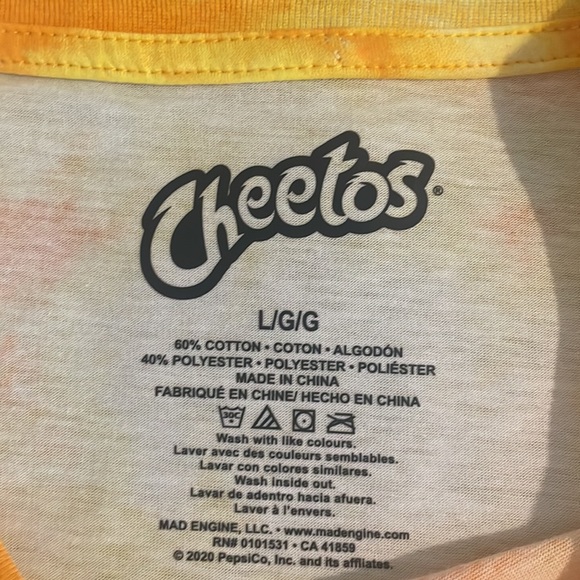 Cheetos®
L/G/G
60% COTTON • COTON • ALGODÓN
40% POLYESTER • POLYESTER • POLIÉSTER
MADE IN CHINA
FABRIQUÉ EN CHINE/ HECHO EN CHINA
30C
Wash with like colours.
Laver avec des couleurs semblables.
Lavar con colores similares.
Wash inside out.
Lavar de adentro hacia afuera.
Laver à l'envers.
MAD ENGINE, LLC. • www.madengine.com
RN# 0101531 • CA 41859
© 2020 PepsiCo, Inc. and its affliates.